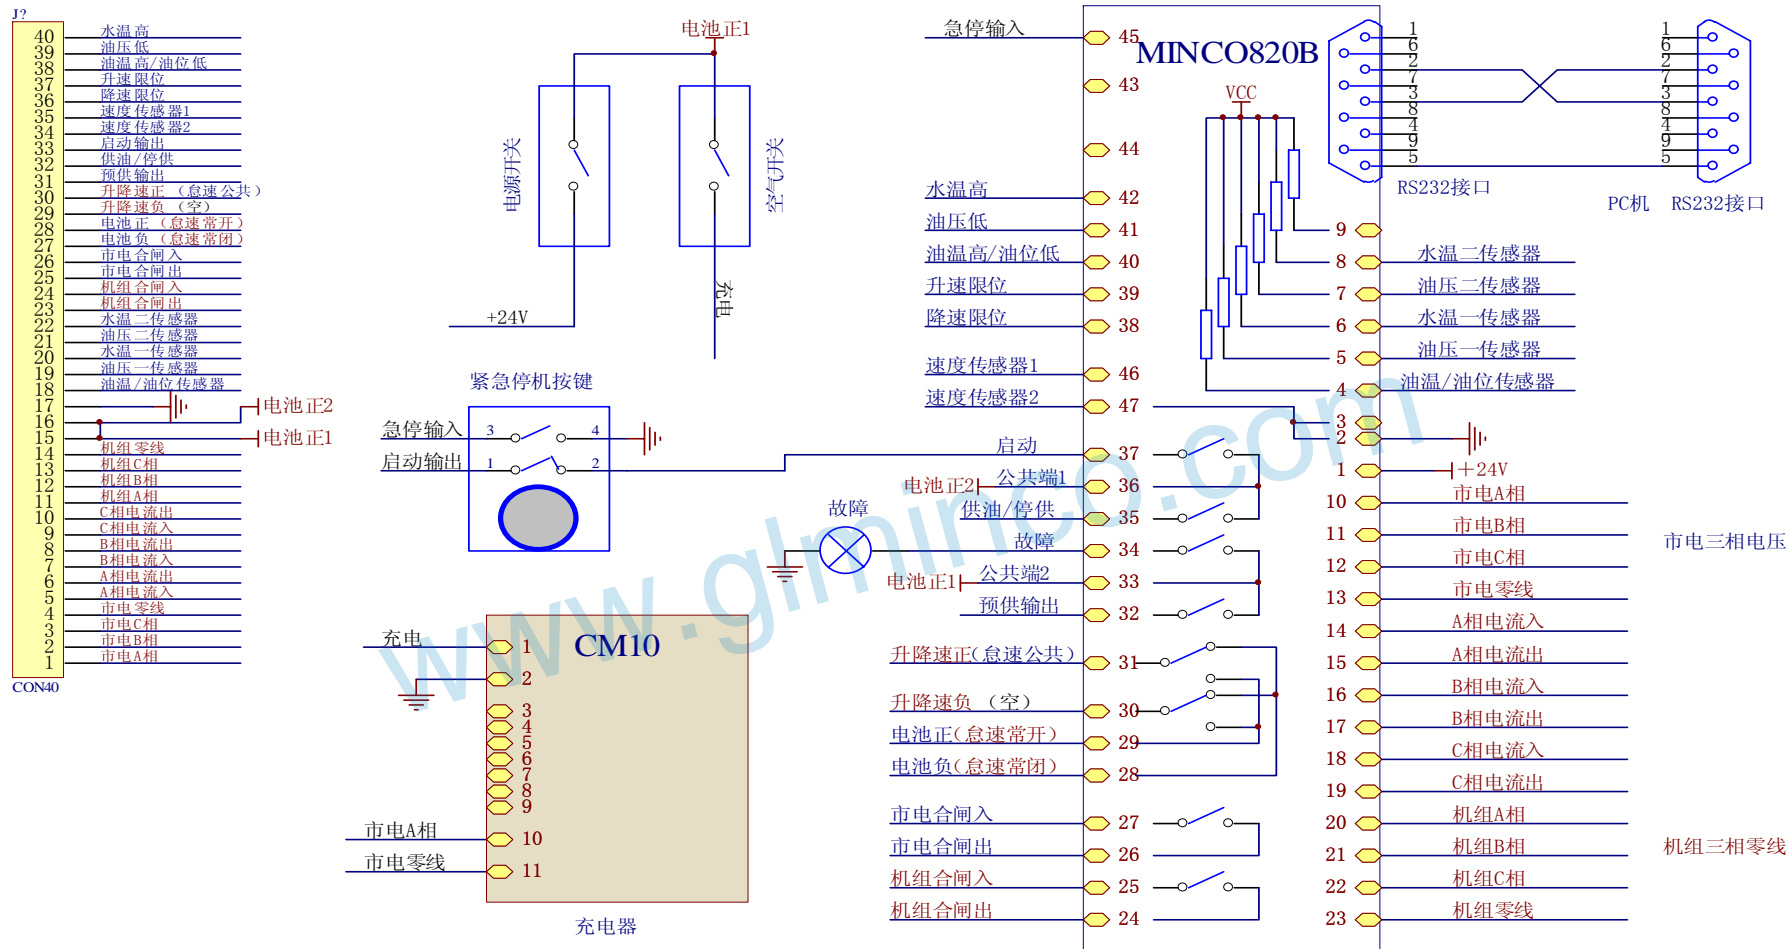 J?
40 水温高
39 油压低
38 油温高/油位低
37 升速限位
36 降速限位
35 速度传感器1
34 速度传感器2
33 启动输出
32 供油/停供
31 预供输出
30 升降速正（怠速公共）
29 升降速负（空）
28 电池正（怠速常开）
27 电池负（怠速常闭）
26 市电合闸入
25 市电合闸出
24 机组合闸入
23 机组合闸出
22 水温二传感器
21 油压二传感器
20 水温一传感器
19 油压一传感器
18 油温/油位传感器
17
16 电池正2
15 电池正1
14 机组零线
13 机组C相
12 机组B相
11 机组A相
10 C相电流出
9 C相电流入
8 B相电流出
7 B相电流入
6 A相电流出
5 A相电流入
4 市电零线
3 市电C相
2 市电B相
1 市电A相
CON40
电池正1
电源开关
空气开关
+24V
充电
紧急停机按键
急停输入 3 4
启动输出 1 2
充电 1
CM10
2
3
4
5
6
7
8
9
市电A相 10
市电零线 11
充电器
MINCO820B
急停输入 45
43
44
水温高 42
油压低 41
油温高/油位低 40
升速限位 39
降速限位 38
速度传感器1 46
速度传感器2 47
启动 37
电池正2 公共端1 36
供油/停供 35
故障
故障 34
电池正1 公共端2 33
预供输出 32
升降速正(怠速公共) 31
升降速负（空） 30
电池正(怠速常开) 29
电池负(怠速常闭) 28
市电合闸入 27
市电合闸出 26
机组合闸入 25
机组合闸出 24
VCC
9
8 水温二传感器
7 油压二传感器
6 水温一传感器
5 油压一传感器
4 油温/油位传感器
3
2
1 +24V
10 市电A相
11 市电B相
12 市电C相
13 市电零线
市电三相电压
14 A相电流入
15 A相电流出
16 B相电流入
17 B相电流出
18 C相电流入
19 C相电流出
20 机组A相
21 机组B相
22 机组C相
23 机组零线
机组三相零线
1 1
6 6
2 2
7 7
3 3
8 8
4 4
9 9
5 5
RS232接口
PC机 RS232接口
www.glminco.com